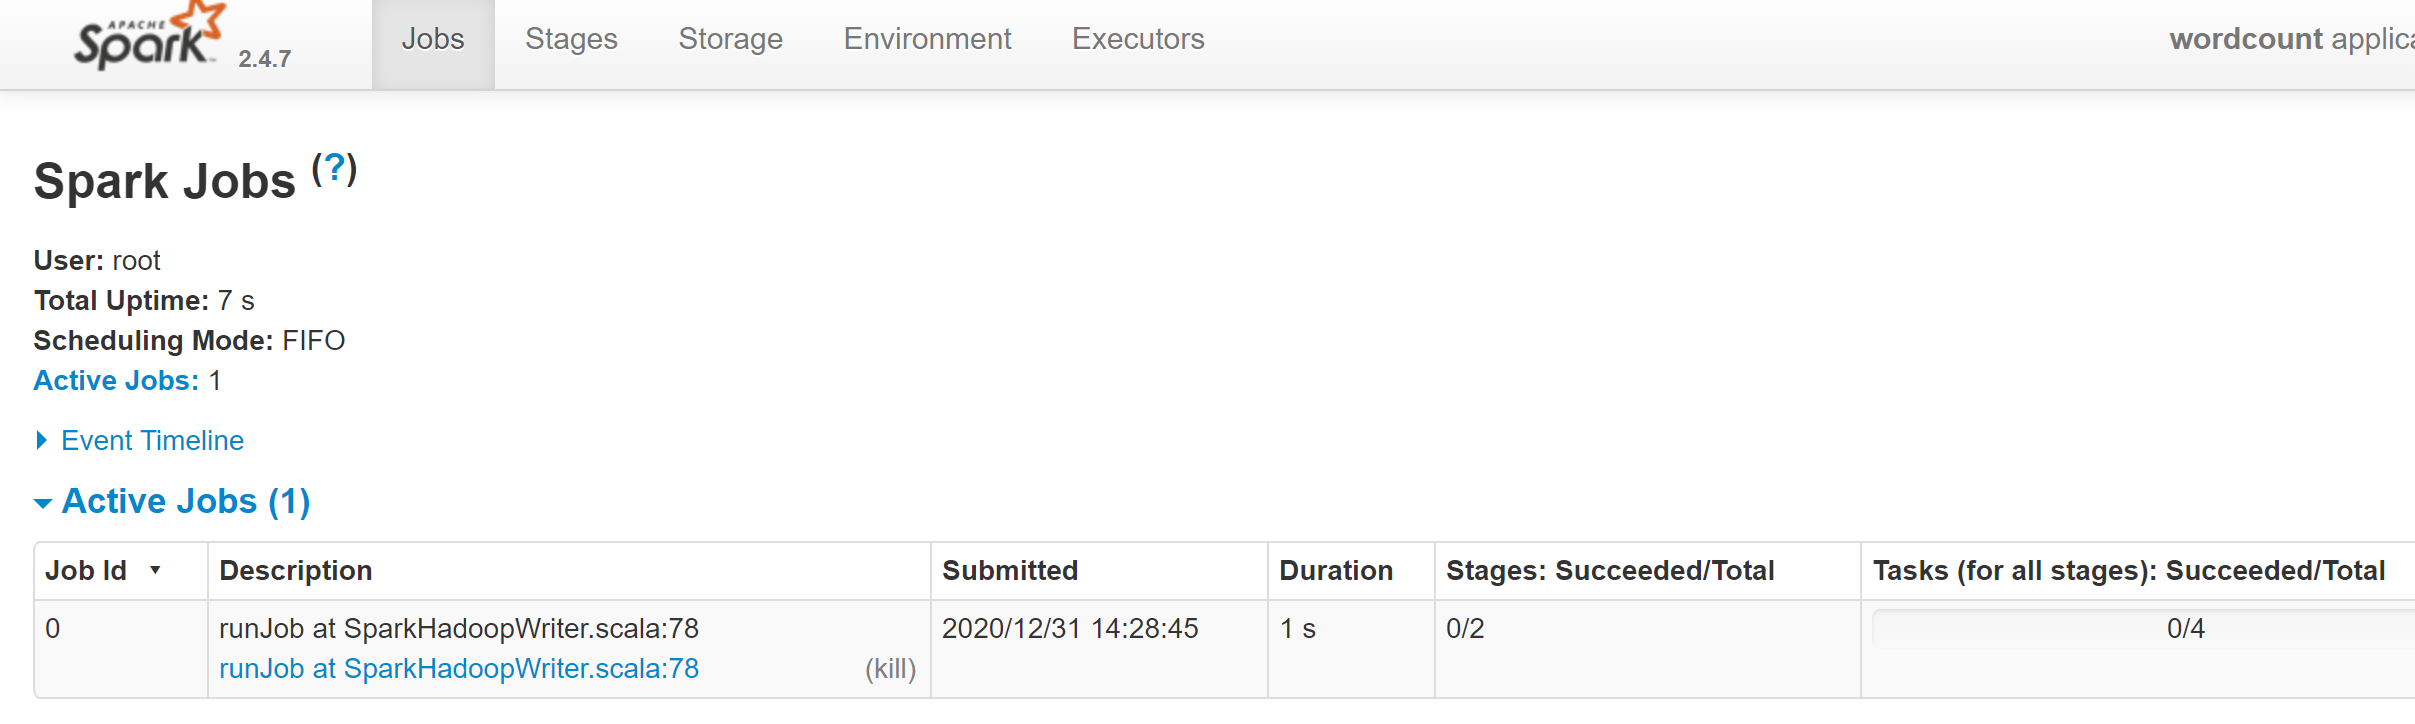 APACHE
Spark 2.4.7 Jobs Stages Storage Environment Executors wordcount
Spark Jobs (?)
User: root
Total Uptime: 7 s
Scheduling Mode: FIFO
Active Jobs: 1
Event Timeline
Active Jobs (1)
Job Id ▼ Description Submitted Duration Stages: Succeeded/Total Tasks (for all stages): Succeeded/Total
0 runJob at SparkHadoopWriter.scala:78 2020/12/31 14:28:45 1 s 0/2 0/4
runJob at SparkHadoopWriter.scala:78 (kill)